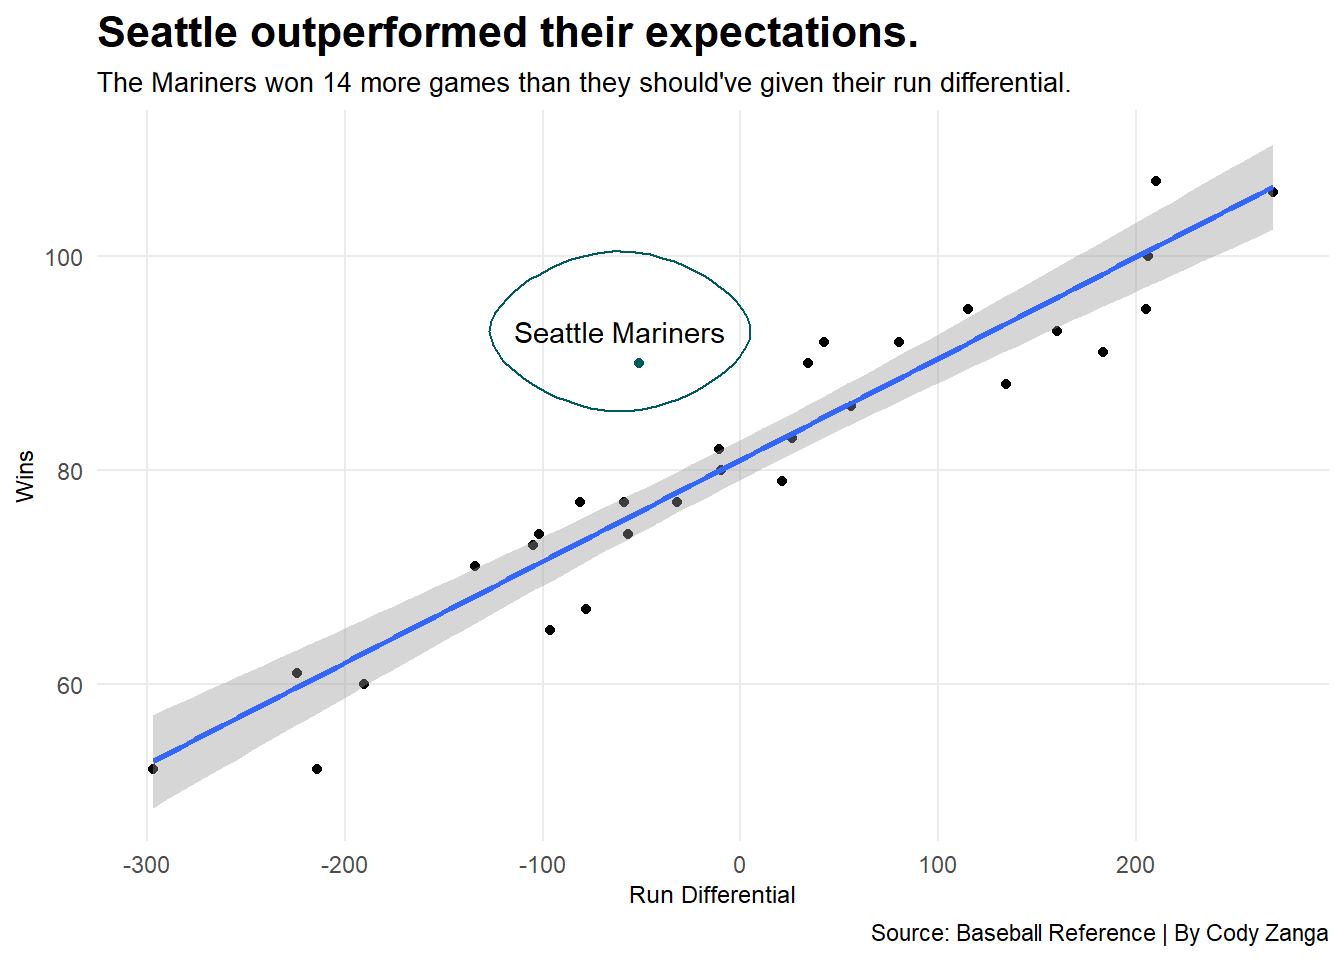 Seattle outperformed their expectations.
The Mariners won 14 more games than they should've given their run differential.
100
80
60
Wins
Seattle Mariners
-300 -200 -100 0 100 200
Run Differential
Source: Baseball Reference | By Cody Zanga